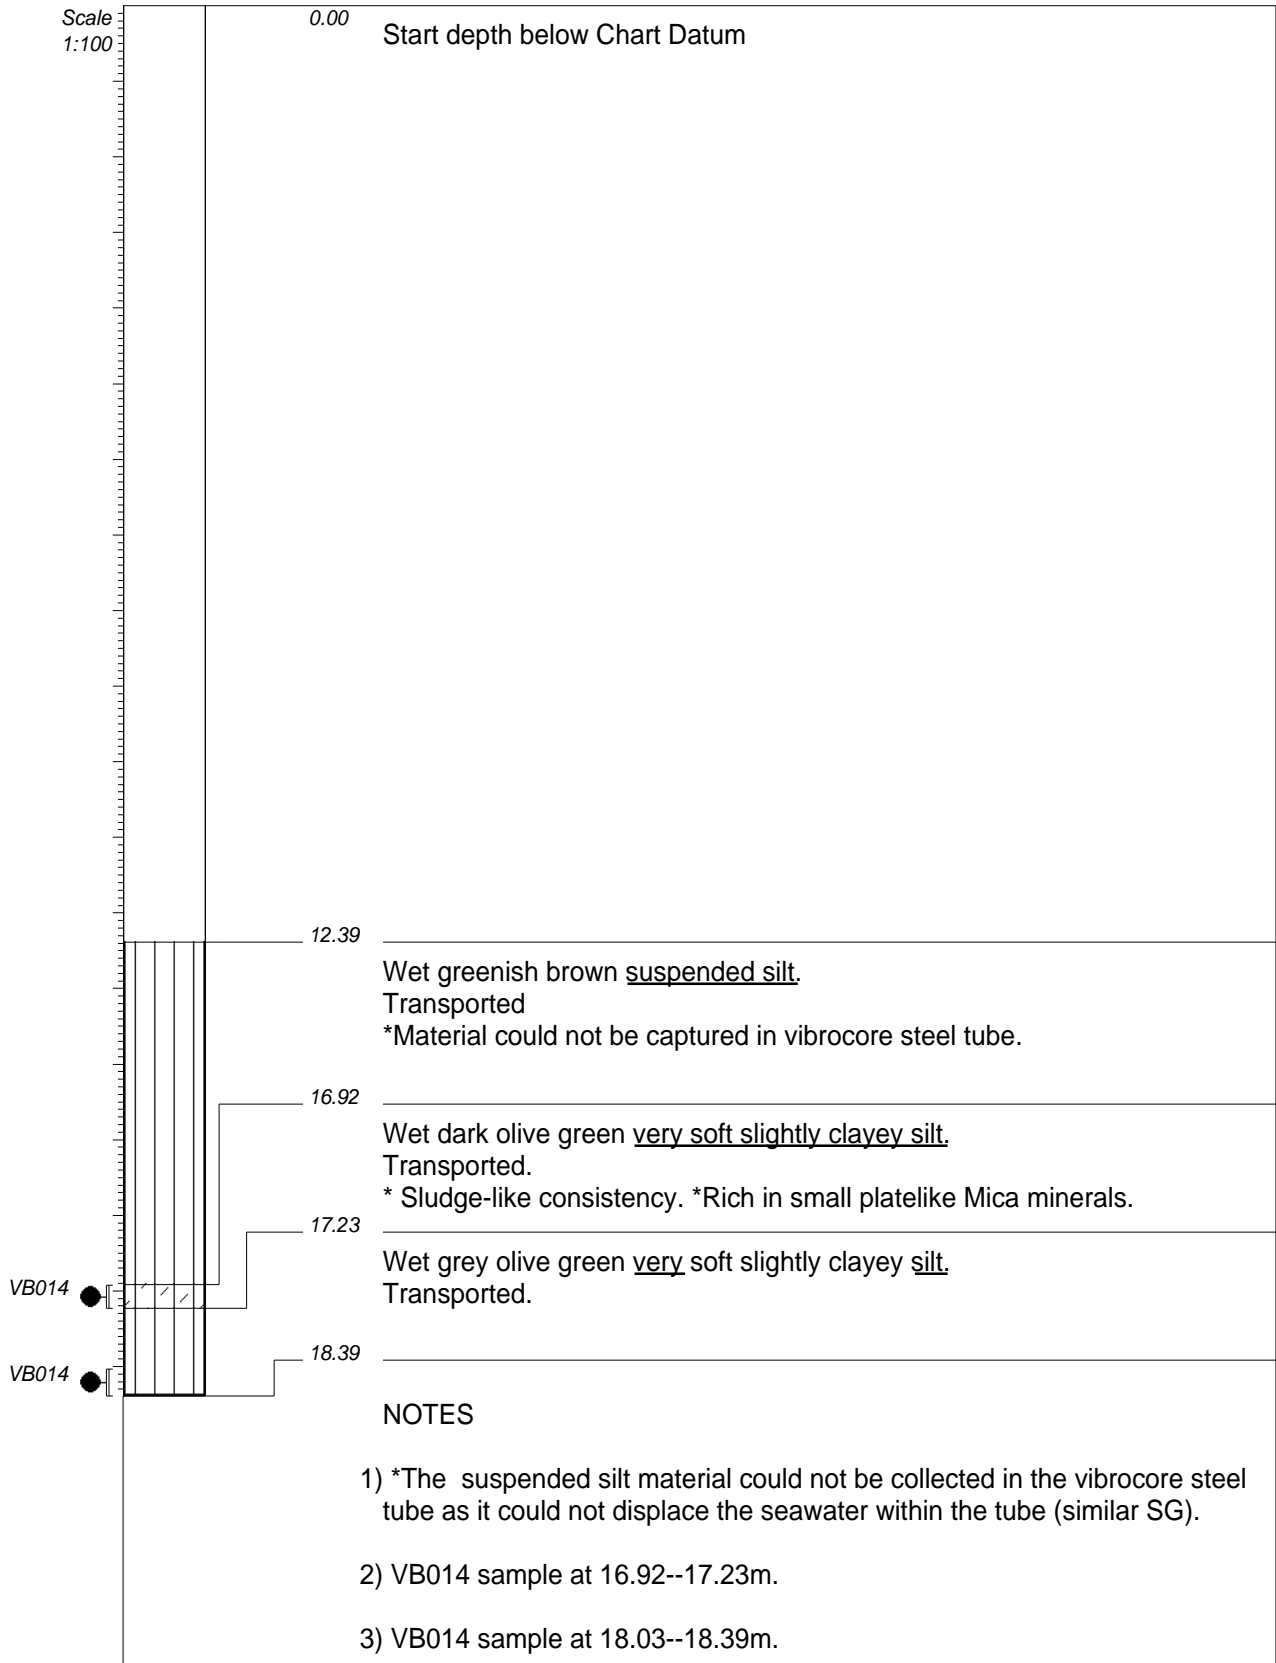 Scale
1:100
0.00
Start depth below Chart Datum
12.39
Wet greenish brown suspended silt.
Transported
*Material could not be captured in vibrocore steel tube.
16.92
Wet dark olive green very soft slightly clayey silt.
Transported.
* Sludge-like consistency. *Rich in small platelike Mica minerals.
17.23
Wet grey olive green very soft slightly clayey silt.
Transported.
VB014
18.39
VB014
NOTES
1) *The suspended silt material could not be collected in the vibrocore steel
tube as it could not displace the seawater within the tube (similar SG).
2) VB014 sample at 16.92--17.23m.
3) VB014 sample at 18.03--18.39m.